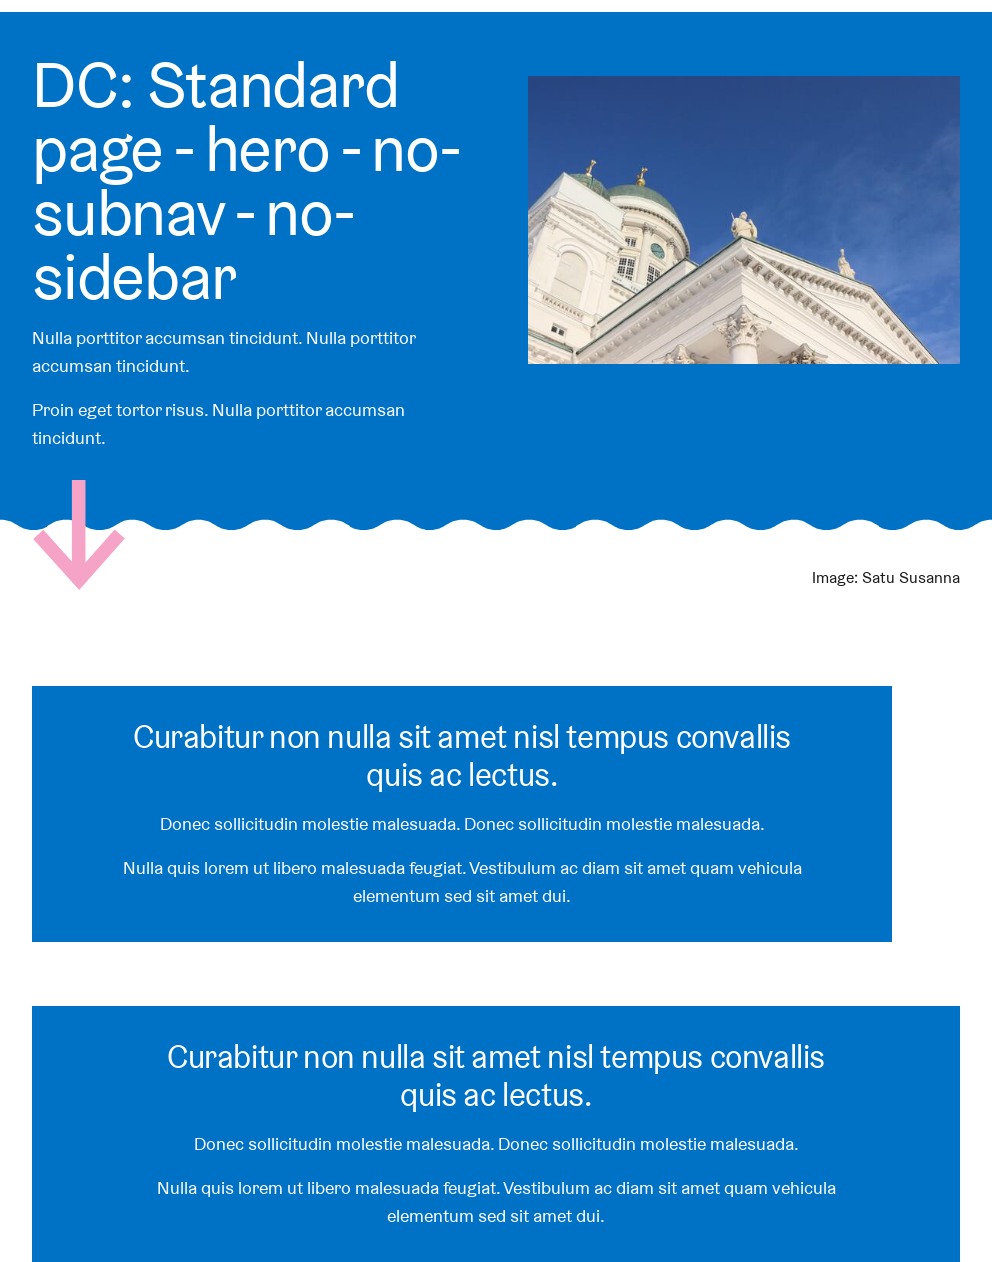 DC: Standard
page - hero - no-
subnav - no-
sidebar
Nulla porttitor accumsan tincidunt. Nulla porttitor
accumsan tincidunt.
Proin eget tortor risus. Nulla porttitor accumsan
tincidunt.
Image: Satu Susanna
Curabitur non nulla sit amet nisl tempus convallis
quis ac lectus.
Donec sollicitudin molestie malesuada. Donec sollicitudin molestie malesuada.
Nulla quis lorem ut libero malesuada feugiat. Vestibulum ac diam sit amet quam vehicula
elementum sed sit amet dui.
Curabitur non nulla sit amet nisl tempus convallis
quis ac lectus.
Donec sollicitudin molestie malesuada. Donec sollicitudin molestie malesuada.
Nulla quis lorem ut libero malesuada feugiat. Vestibulum ac diam sit amet quam vehicula
elementum sed sit amet dui.